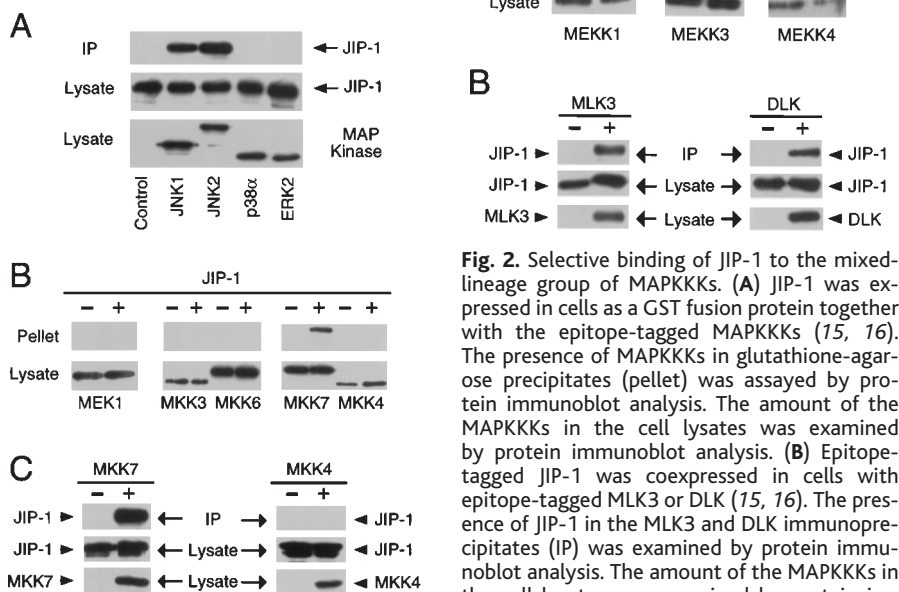 A
IP
JIP-1
Lysate
JIP-1
Lysate
MAP
Kinase
Control
JNK1
JNK2
p38α
ERK2
B
JIP-1
– + – + – + – + – +
Pellet
Lysate
MEK1 MKK3 MKK6 MKK7 MKK4
C
MKK7 MKK4
– + – +
JIP-1 IP JIP-1
JIP-1 Lysate JIP-1
MKK7 Lysate MKK4
Lysate
MEKK1 MEKK3 MEKK4
B
MLK3 DLK
– + – +
JIP-1 IP JIP-1
JIP-1 Lysate JIP-1
MLK3 Lysate DLK
Fig. 2. Selective binding of JIP-1 to the mixed-
lineage group of MAPKKKs. (A) JIP-1 was ex-
pressed in cells as a GST fusion protein together
with the epitope-tagged MAPKKKs (15, 16).
The presence of MAPKKKs in glutathione-agar-
ose precipitates (pellet) was assayed by pro-
tein immunoblot analysis. The amount of the
MAPKKKs in the cell lysates was examined
by protein immunoblot analysis. (B) Epitope-
tagged JIP-1 was coexpressed in cells with
epitope-tagged MLK3 or DLK (15, 16). The pres-
ence of JIP-1 in the MLK3 and DLK immunopre-
cipitates (IP) was examined by protein immu-
noblot analysis. The amount of the MAPKKKs in